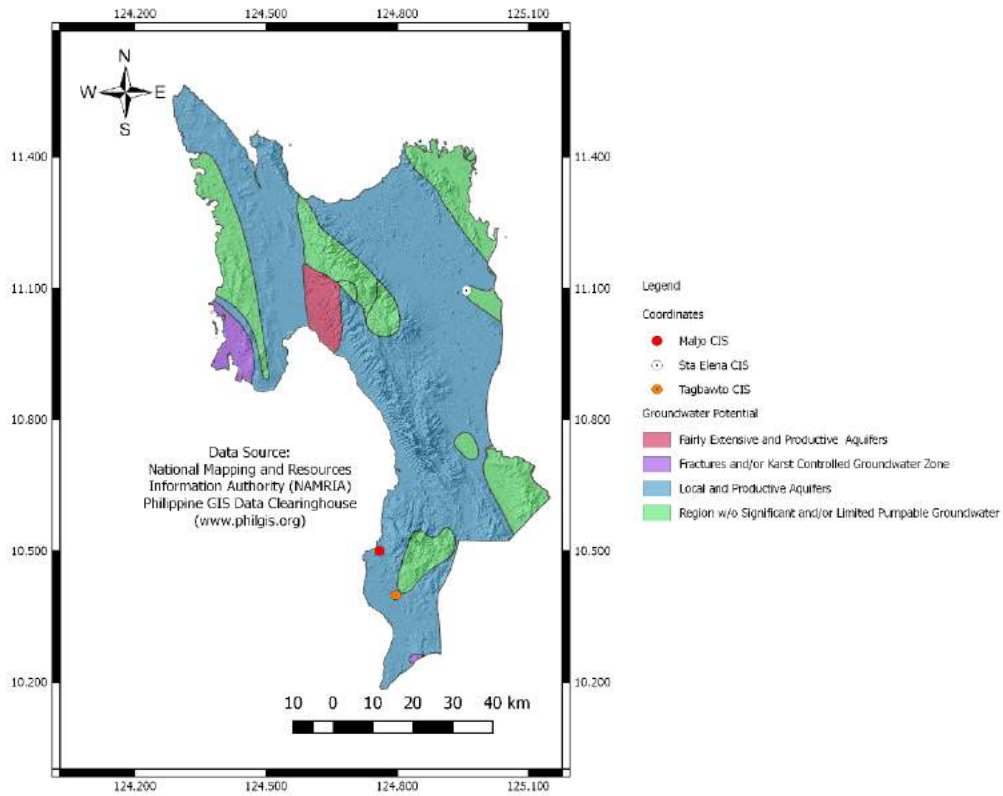 124.200 124.500 124.800 125.100
N
W E
S
11.400 11.400
11.100 11.100
10.800 10.800
10.500 10.500
10.200 10.200
Data Source:
National Mapping and Resources
Information Authority (NAMRIA)
Philippine GIS Data Clearinghouse
(www.philgis.org)
10 0 10 20 30 40 km
124.200 124.500 124.800 125.100
Legend
Coordinates
Maljo CIS
Sta Elena CIS
Tagbawto CIS
Groundwater Potential
Fairly Extensive and Productive Aquifers
Fractures and/or Karst Controlled Groundwater Zone
Local and Productive Aquifers
Region w/o Significant and/or Limited Pumpable Groundwater